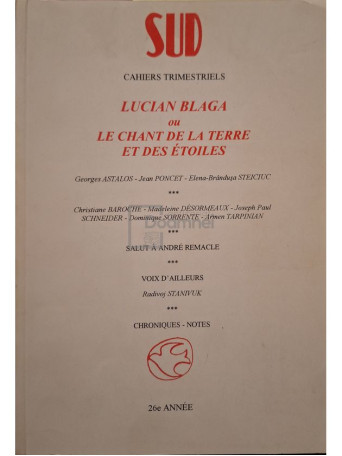 SUD
CAHIERS TRIMESTRIELS
LUCIAN BLAGA
ou
LE CHANT DE LA TERRE
ET DES ÉTOILES
Georges ASTALOS - Jean PONCET - Elena-Brândușa STEICIUC
***
Christiane BAROCHE - Madeleine DÉSORMEAUX - Joseph Paul
SCHNEIDER - Dominique SORRENTE - Armen TARPINIAN
***
SALUT À ANDRÉ REMACLE
***
VOIX D'AILLEURS
Radivoj STANIVUK
***
CHRONIQUES - NOTES
26e ANNÉE